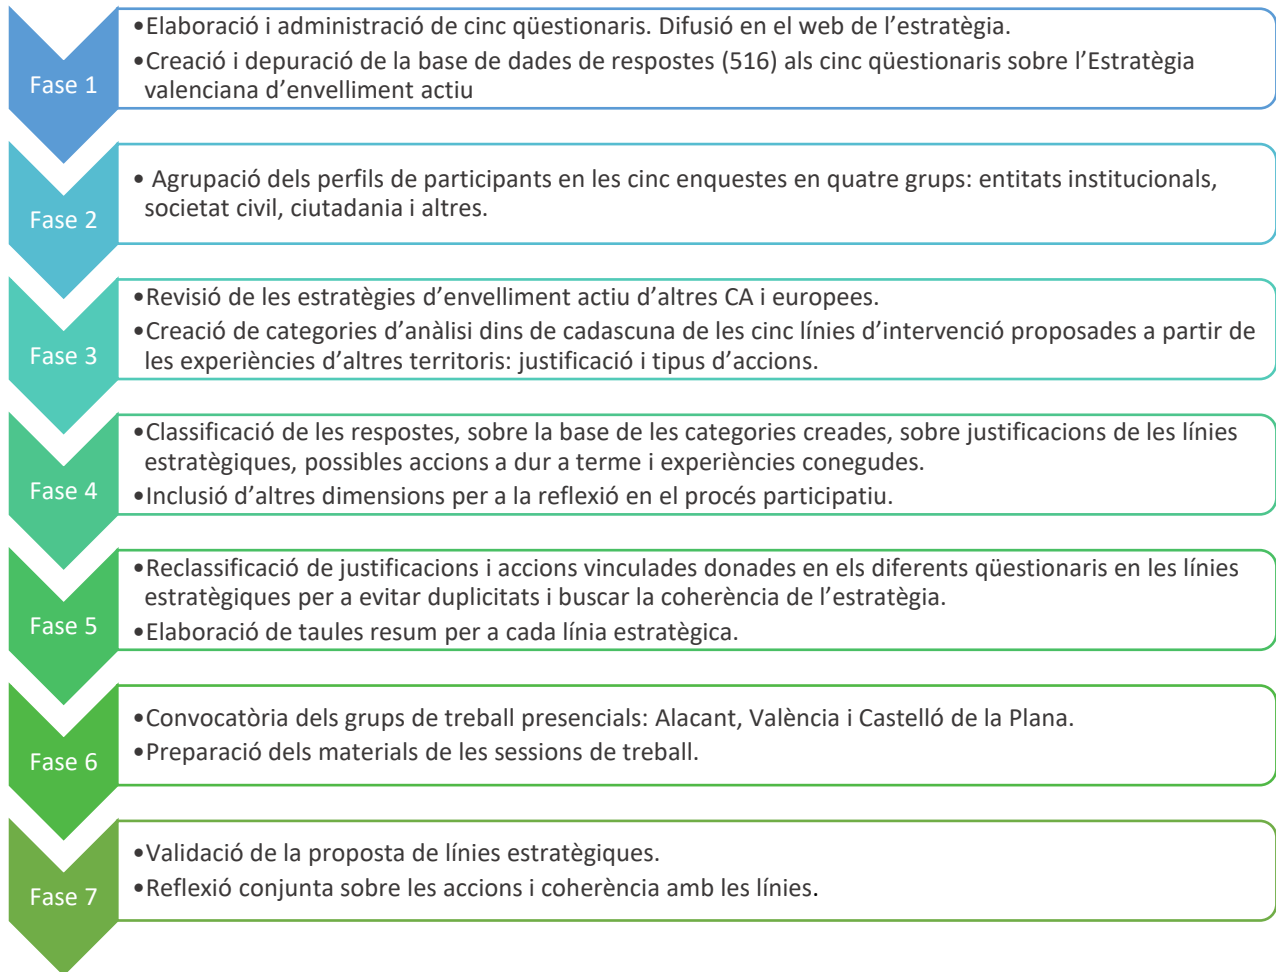 Fase 1
•Elaboració i administració de cinc qüestionaris. Difusió en el web de l’estratègia.
•Creació i depuració de la base de dades de respostes (516) als cinc qüestionaris sobre l’Estratègia
valenciana d’envelliment actiu
Fase 2
• Agrupació dels perfils de participants en les cinc enquestes en quatre grups: entitats institucionals,
societat civil, ciutadania i altres.
Fase 3
•Revisió de les estratègies d’envelliment actiu d’altres CA i europees.
•Creació de categories d’anàlisi dins de cadascuna de les cinc línies d’intervenció proposades a partir de
les experiències d’altres territoris: justificació i tipus d’accions.
Fase 4
•Classificació de les respostes, sobre la base de les categories creades, sobre justificacions de les línies
estratègiques, possibles accions a dur a terme i experiències conegudes.
•Inclusió d’altres dimensions per a la reflexió en el procés participatiu.
Fase 5
•Reclassificació de justificacions i accions vinculades donades en els diferents qüestionaris en les línies
estratègiques per a evitar duplicitats i buscar la coherència de l’estratègia.
•Elaboració de taules resum per a cada línia estratègica.
Fase 6
•Convocatòria dels grups de treball presencials: Alacant, València i Castelló de la Plana.
•Preparació dels materials de les sessions de treball.
Fase 7
•Validació de la proposta de línies estratègiques.
•Reflexió conjunta sobre les accions i coherència amb les línies.